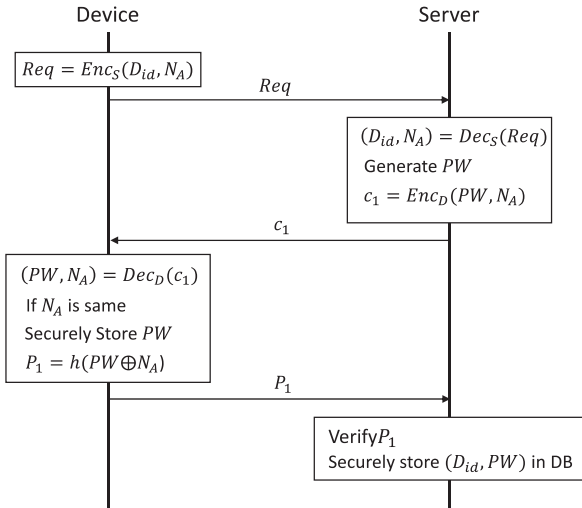 Device
Server
Req = Enc_S(D_id, N_A)
Req
(D_id, N_A) = Dec_S(Req)
Generate PW
c_1 = Enc_D(PW, N_A)
c_1
(PW, N_A) = Dec_D(c_1)
If N_A is same
Securely Store PW
P_1 = h(PW⊕N_A)
P_1
VerifyP_1
Securely store (D_id, PW) in DB